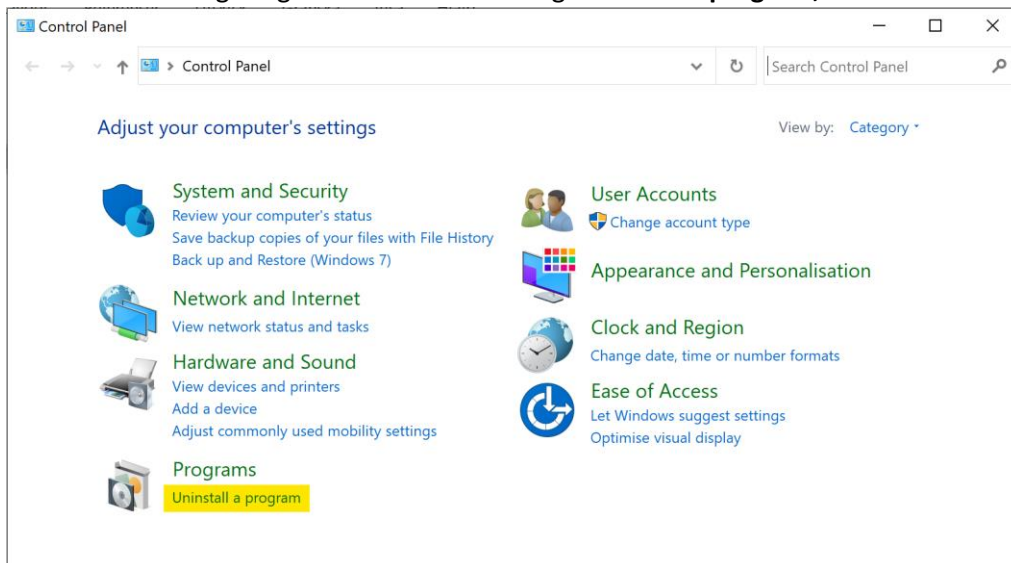 Control Panel
Control Panel
Search Control Panel
Adjust your computer's settings
View by: Category
System and Security
Review your computer's status
Save backup copies of your files with File History
Back up and Restore (Windows 7)
Network and Internet
View network status and tasks
Hardware and Sound
View devices and printers
Add a device
Adjust commonly used mobility settings
Programs
Uninstall a program
User Accounts
Change account type
Appearance and Personalisation
Clock and Region
Change date, time or number formats
Ease of Access
Let Windows suggest settings
Optimise visual display